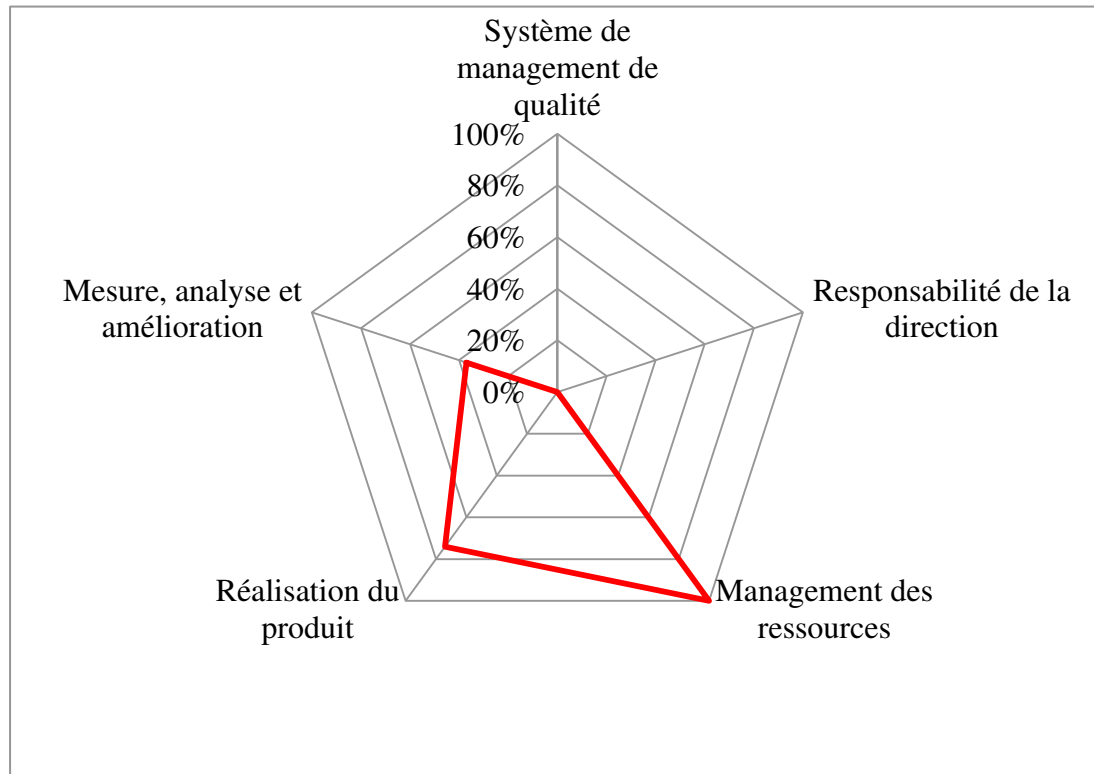 Système de
management de
qualité
100%
80%
60%
40%
20%
0%
Responsabilité de la
direction
Management des
ressources
Réalisation du
produit
Mesure, analyse et
amélioration